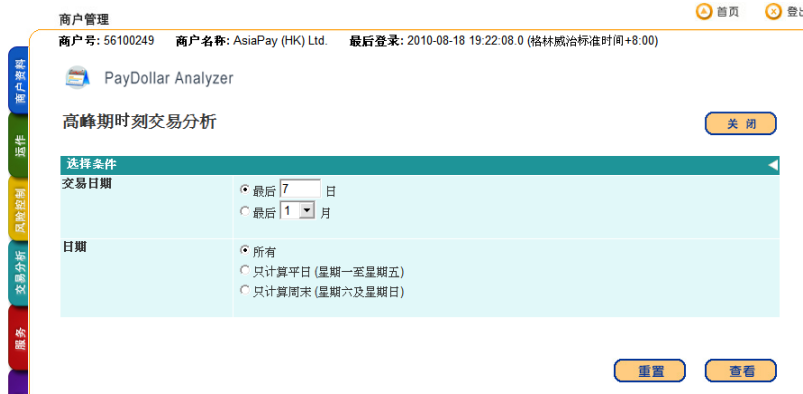 首页 登出
商户管理
商户号: 56100249 商户名称: AsiaPay (HK) Ltd. 最后登录: 2010-08-18 19:22:08.0 (格林威治标准时间+8:00)
PayDollar Analyzer
高峰期时刻交易分析
关 闭
选择条件
交易日期
最后 7 日
最后 1 月
日期
所有
只计算平日 (星期一至星期五)
只计算周末 (星期六及星期日)
重置 查看
商户资料
运作
风险控制
交易分析
服务